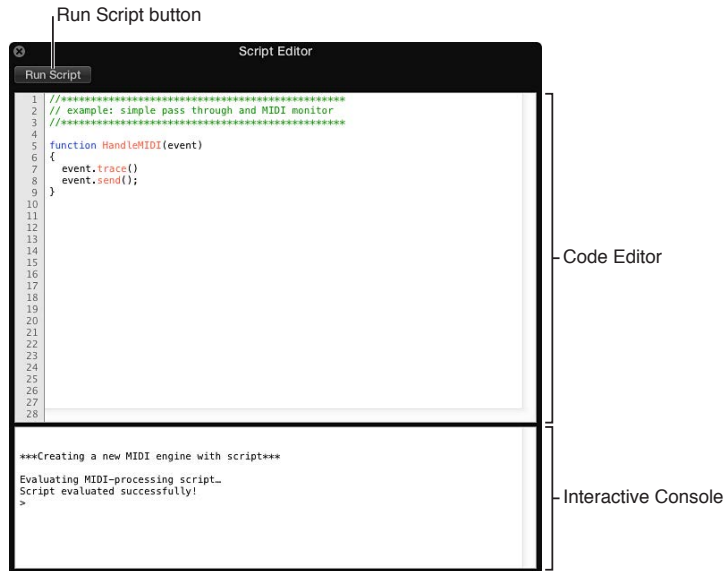 Run Script button
Script Editor
Run Script
1 //************************************************
2 // example: simple pass through and MIDI monitor
3 //************************************************
4
5 function HandleMIDI(event)
6 {
7   event.trace()
8   event.send();
9 }
10
11
12
13
14
15
16
17
18
19
20
21
22
23
24
25
26
27
28
Code Editor
***Creating a new MIDI engine with script***
Evaluating MIDI-processing script…
Script evaluated successfully!
>
Interactive Console